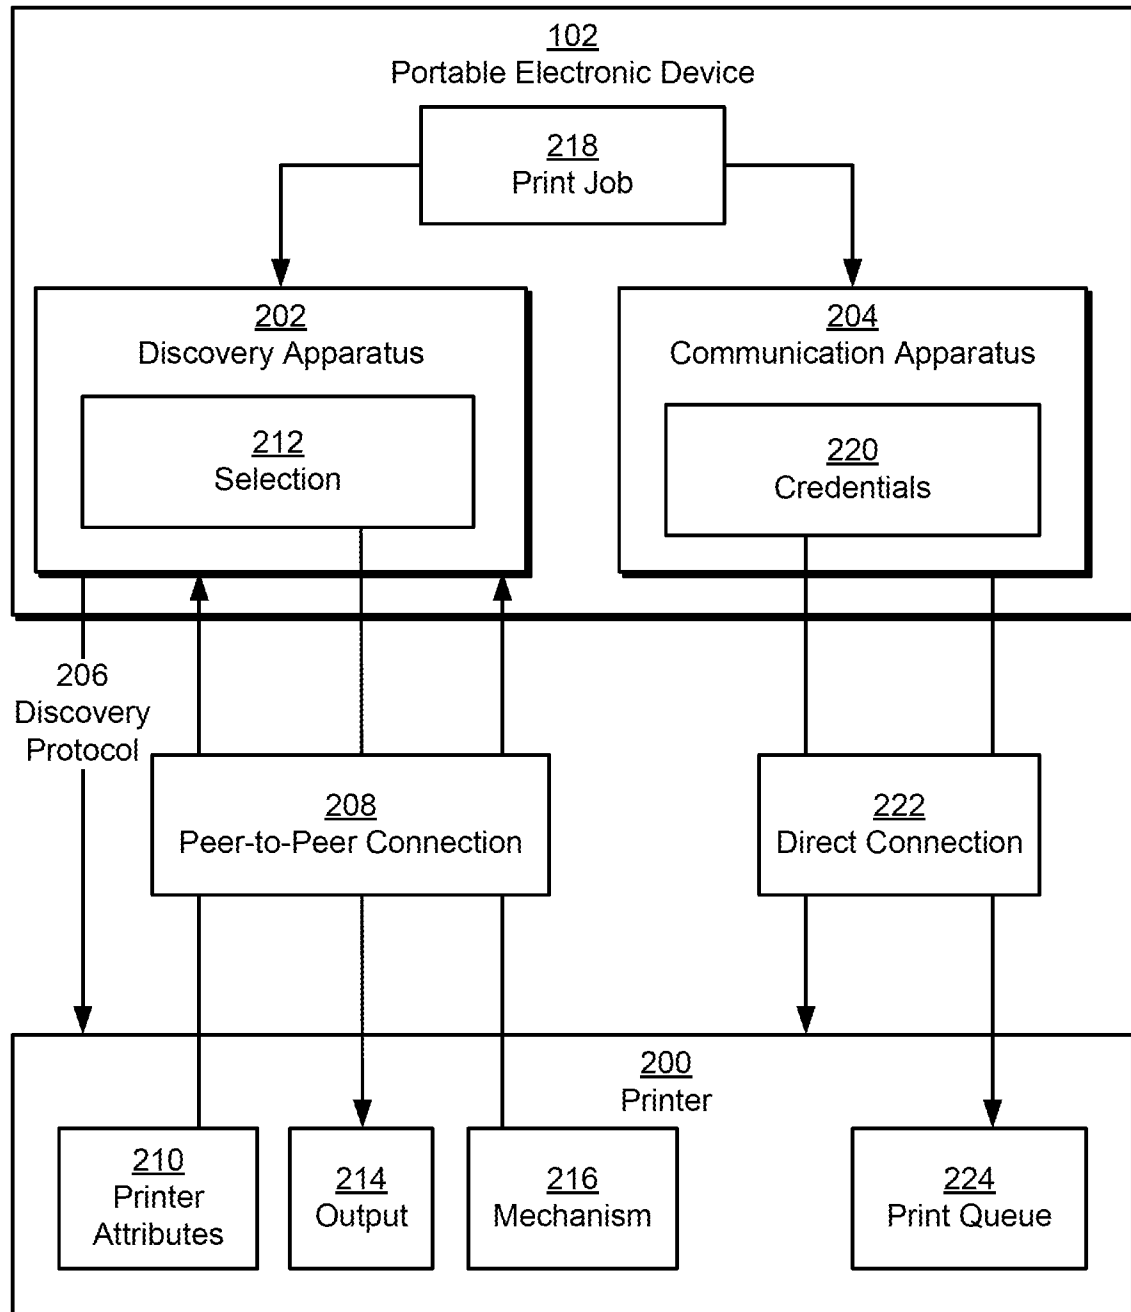 102
Portable Electronic Device
218
Print Job
202
Discovery Apparatus
204
Communication Apparatus
212
Selection
220
Credentials
206
Discovery
Protocol
208
Peer-to-Peer Connection
222
Direct Connection
200
Printer
210
Printer
Attributes
214
Output
216
Mechanism
224
Print Queue